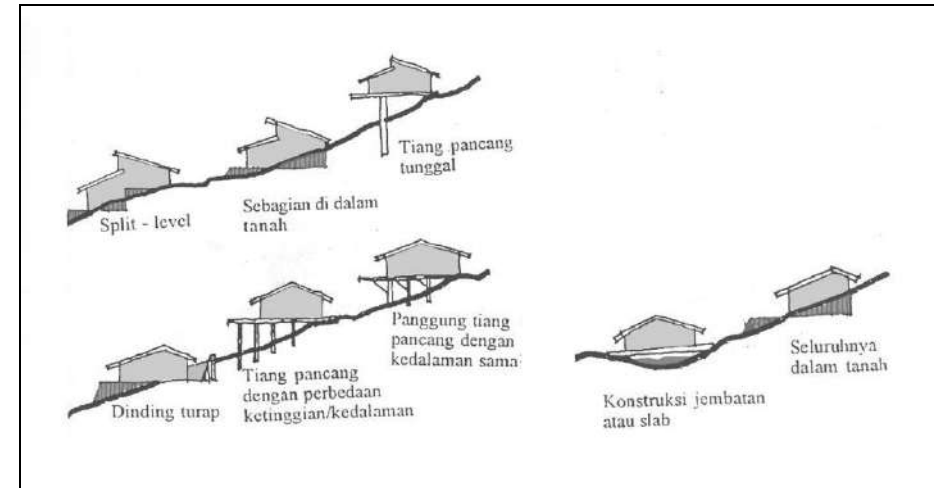 Tiang pancang
tunggal
Split - level
Sebagian di dalam
tanah
Panggung tiang
pancang dengan
kedalaman sama
Dinding turap
Tiang pancang
dengan perbedaan
ketinggian/kedalaman
Seluruhnya
dalam tanah
Konstruksi jembatan
atau slab